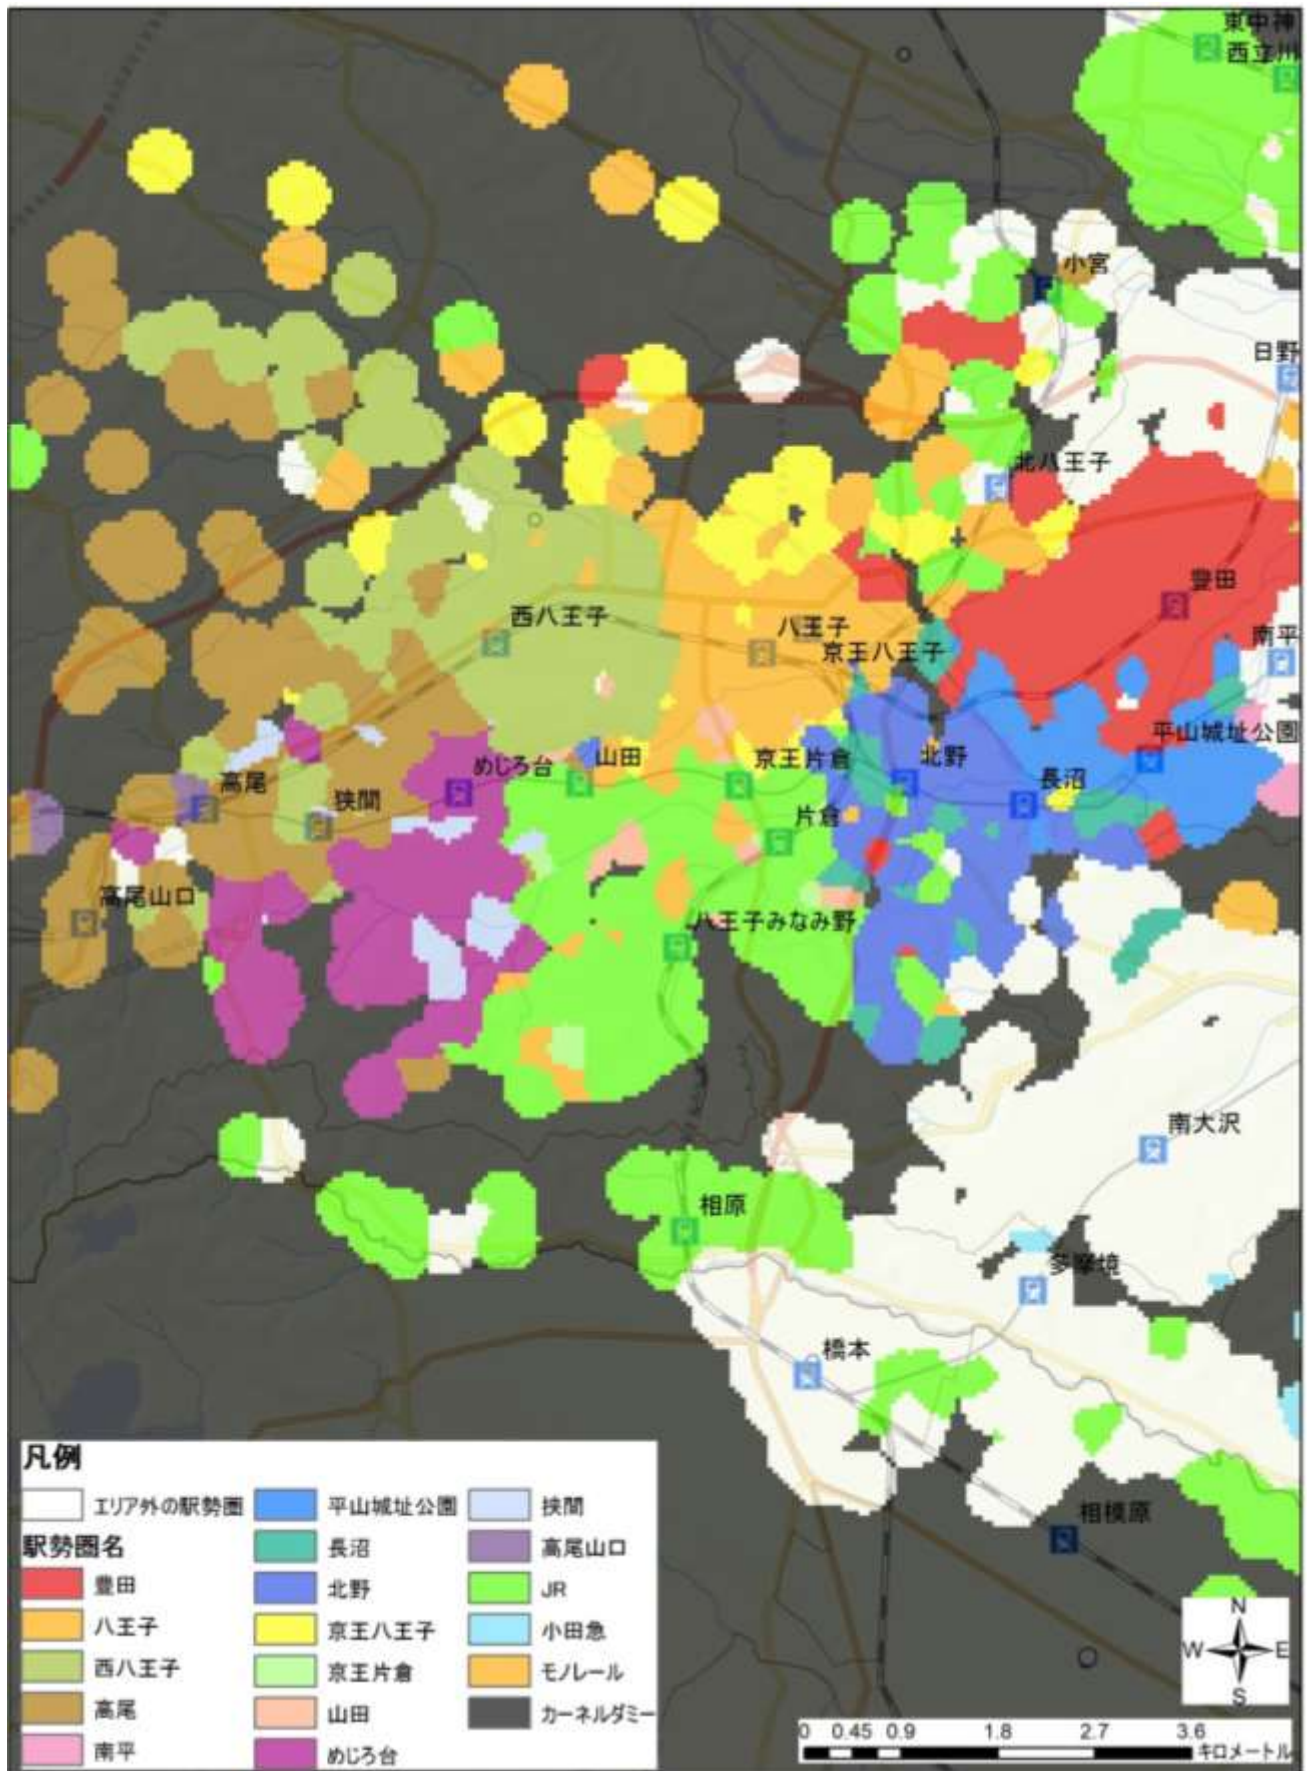 東中神
西立川
小宮
日野
北八王子
豊田
西八王子
八王子
京王八王子
南平
平山城址公園
めじろ台
山田
京王片倉
北野
長沼
高尾
狭間
片倉
高尾山口
八王子みなみ野
南大沢
相原
多摩境
橋本
相模原
凡例
エリア外の駅勢圏
駅勢圏名
豊田
八王子
西八王子
高尾
南平
平山城址公園
長沼
北野
京王八王子
京王片倉
山田
めじろ台
狭間
高尾山口
JR
小田急
モノレール
カーネルダミー
N
W E
S
0 0.45 0.9 1.8 2.7 3.6
キロメートル